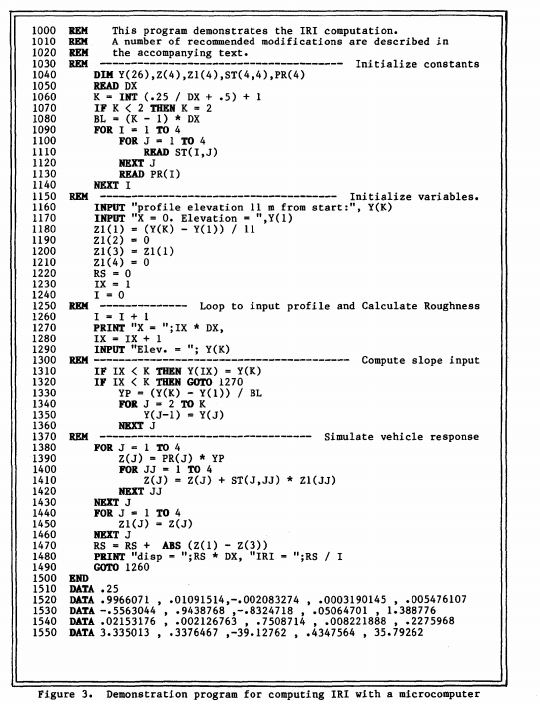 1000 REM This program demonstrates the IRI computation.
1010 REM A number of recommended modifications are described in
1020 REM the accompanying text.
1030 REM ----------------------------------- Initialize constants
1040 DIM Y(26),Z(4),Z1(4),ST(4,4),PR(4)
1050 READ DX
1060 K = INT (.25 / DX + .5) + 1
1070 IF K < 2 THEN K = 2
1080 BL = (K - 1) * DX
1090 FOR I = 1 TO 4
1100 FOR J = 1 TO 4
1110 READ ST(I,J)
1120 NEXT J
1130 READ PR(I)
1140 NEXT I
1150 REM ---------------------------------- Initialize variables.
1160 INPUT "profile elevation 11 m from start:", Y(K)
1170 INPUT "X = 0. Elevation = ",Y(1)
1180 Z1(1) = (Y(K) - Y(1)) / 11
1190 Z1(2) = 0
1200 Z1(3) = Z1(1)
1210 Z1(4) = 0
1220 RS = 0
1230 IX = 1
1240 I = 0
1250 REM -------------- Loop to input profile and Calculate Roughness
1260 I = I + 1
1270 PRINT "X = ";IX * DX,
1280 IX = IX + 1
1290 INPUT "Elev. = "; Y(K)
1300 REM ------------------------------------ Compute slope input
1310 IF IX < K THEN Y(IX) = Y(K)
1320 IF IX < K THEN GOTO 1270
1330 YP = (Y(K) - Y(1)) / BL
1340 FOR J = 2 TO K
1350 Y(J-1) = Y(J)
1360 NEXT J
1370 REM ------------------------------- Simulate vehicle response
1380 FOR J = 1 TO 4
1390 Z(J) = PR(J) * YP
1400 FOR JJ = 1 TO 4
1410 Z(J) = Z(J) + ST(J,JJ) * Z1(JJ)
1420 NEXT JJ
1430 NEXT J
1440 FOR J = 1 TO 4
1450 Z1(J) = Z(J)
1460 NEXT J
1470 RS = RS + ABS (Z(1) - Z(3))
1480 PRINT "disp = ";RS * DX, "IRI = ";RS / I
1490 GOTO 1260
1500 END
1510 DATA .25
1520 DATA .9966071 , .01091514,-.002083274 , .0003190145 , .005476107
1530 DATA -.5563044 , .9438768 ,-.8324718 , .05064701 , 1.388776
1540 DATA .02153176 , .002126763 , .7508714 , .008221888 , .2275968
1550 DATA 3.335013 , .3376467 ,-39.12762 , .4347564 , 35.79262
Figure 3. Demonstration program for computing IRI with a microcomputer